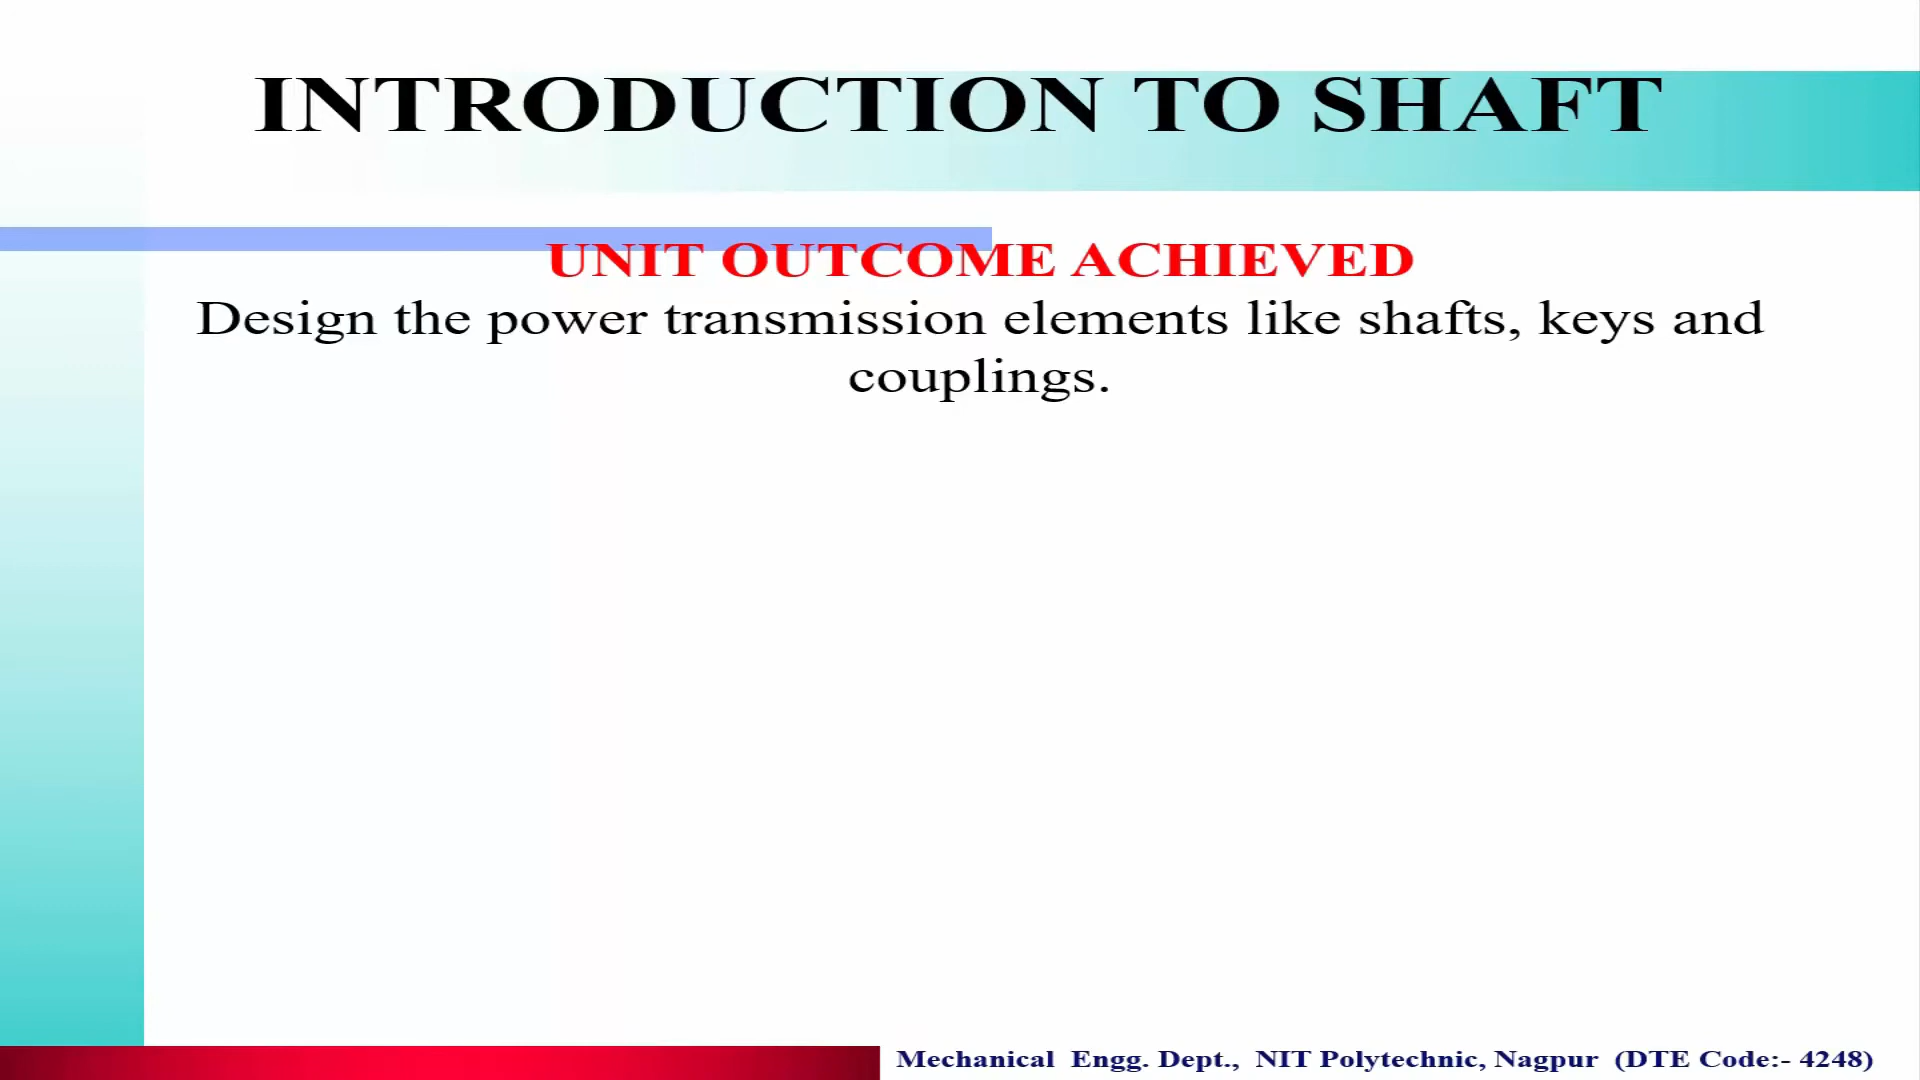 INTRODUCTION TO SHAFT
UNIT OUTCOME ACHIEVED
Design the power transmission elements like shafts, keys and
couplings.
Mechanical Engg. Dept., NIT Polytechnic, Nagpur (DTE Code:- 4248)